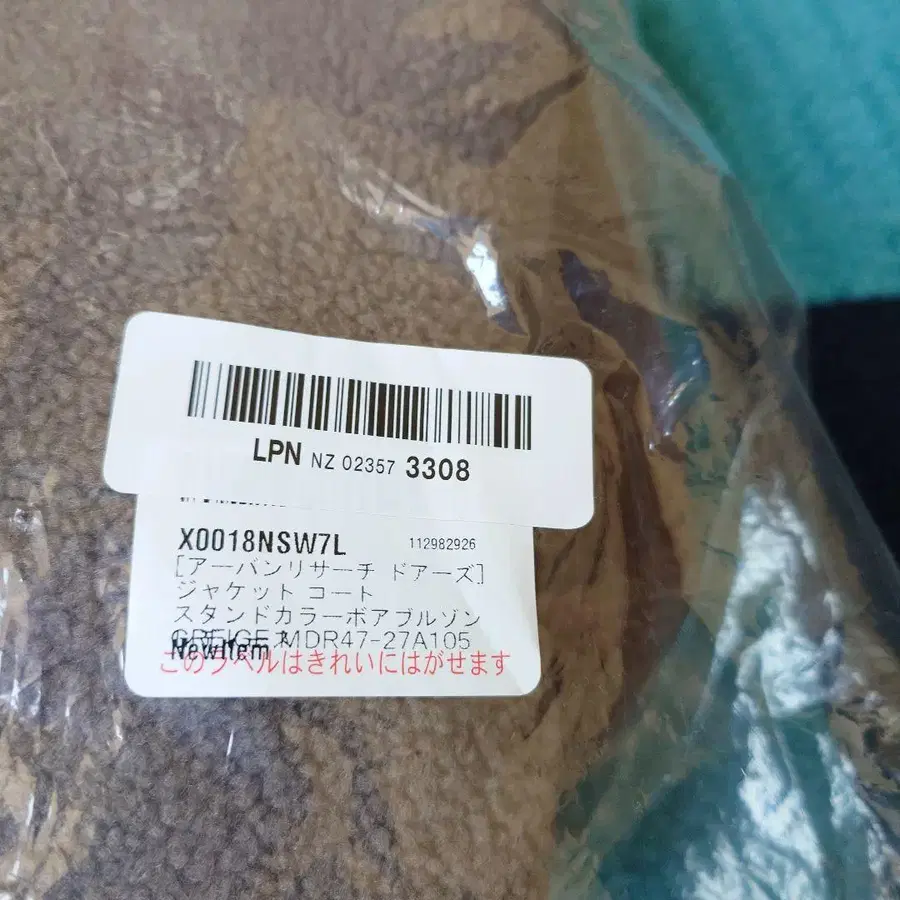 LPN NZ 02357 3308
X0018NSW7L 112982926
[アーバンリサーチ ドアーズ]
ジャケット コート
スタンドカラーボアブルゾン
GREIGE MDR47-27A105
NewItem
このラベルはきれいにはがせます